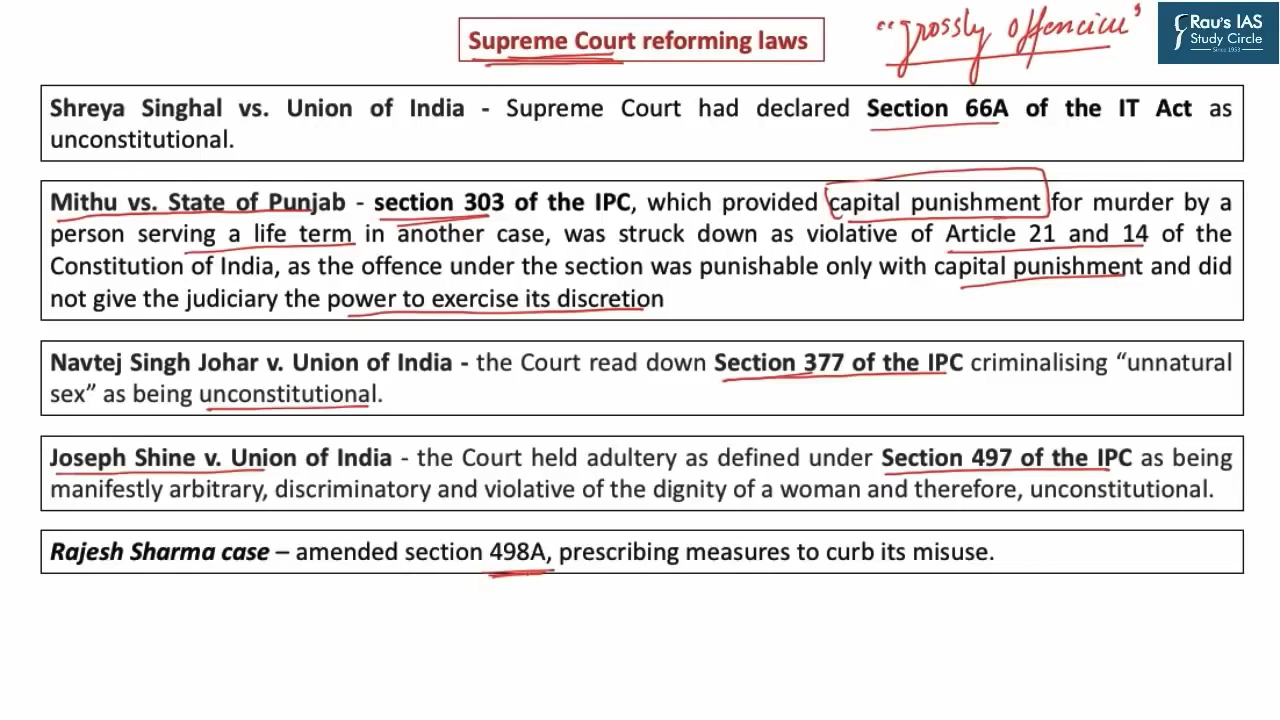 Supreme Court reforming laws
"grossly offencive"
Rau's IAS
Study Circle
Since 1953
Shreya Singhal vs. Union of India - Supreme Court had declared Section 66A of the IT Act as
unconstitutional.
Mithu vs. State of Punjab - section 303 of the IPC, which provided capital punishment for murder by a
person serving a life term in another case, was struck down as violative of Article 21 and 14 of the
Constitution of India, as the offence under the section was punishable only with capital punishment and did
not give the judiciary the power to exercise its discretion
Navtej Singh Johar v. Union of India - the Court read down Section 377 of the IPC criminalising “unnatural
sex” as being unconstitutional.
Joseph Shine v. Union of India - the Court held adultery as defined under Section 497 of the IPC as being
manifestly arbitrary, discriminatory and violative of the dignity of a woman and therefore, unconstitutional.
Rajesh Sharma case – amended section 498A, prescribing measures to curb its misuse.